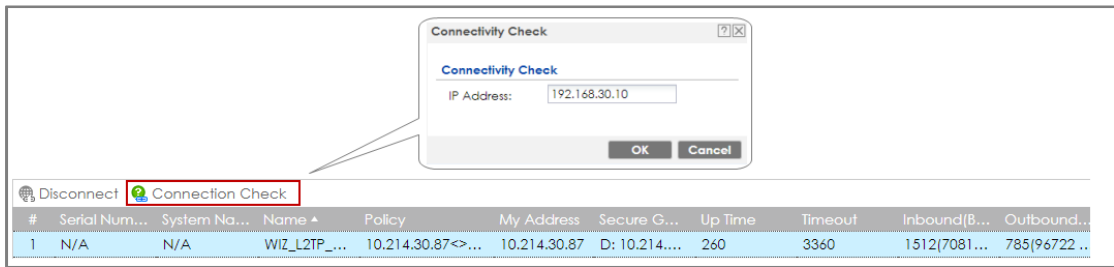 Connectivity Check
Connectivity Check
IP Address: 192.168.30.10
OK Cancel
Disconnect Connection Check
# Serial Num... System Na... Name Policy My Address Secure G... Up Time Timeout Inbound(B... Outbound...
1 N/A N/A WIZ_L2TP_... 10.214.30.87<>... 10.214.30.87 D: 10.214.... 260 3360 1512(7081... 785(96722 ..